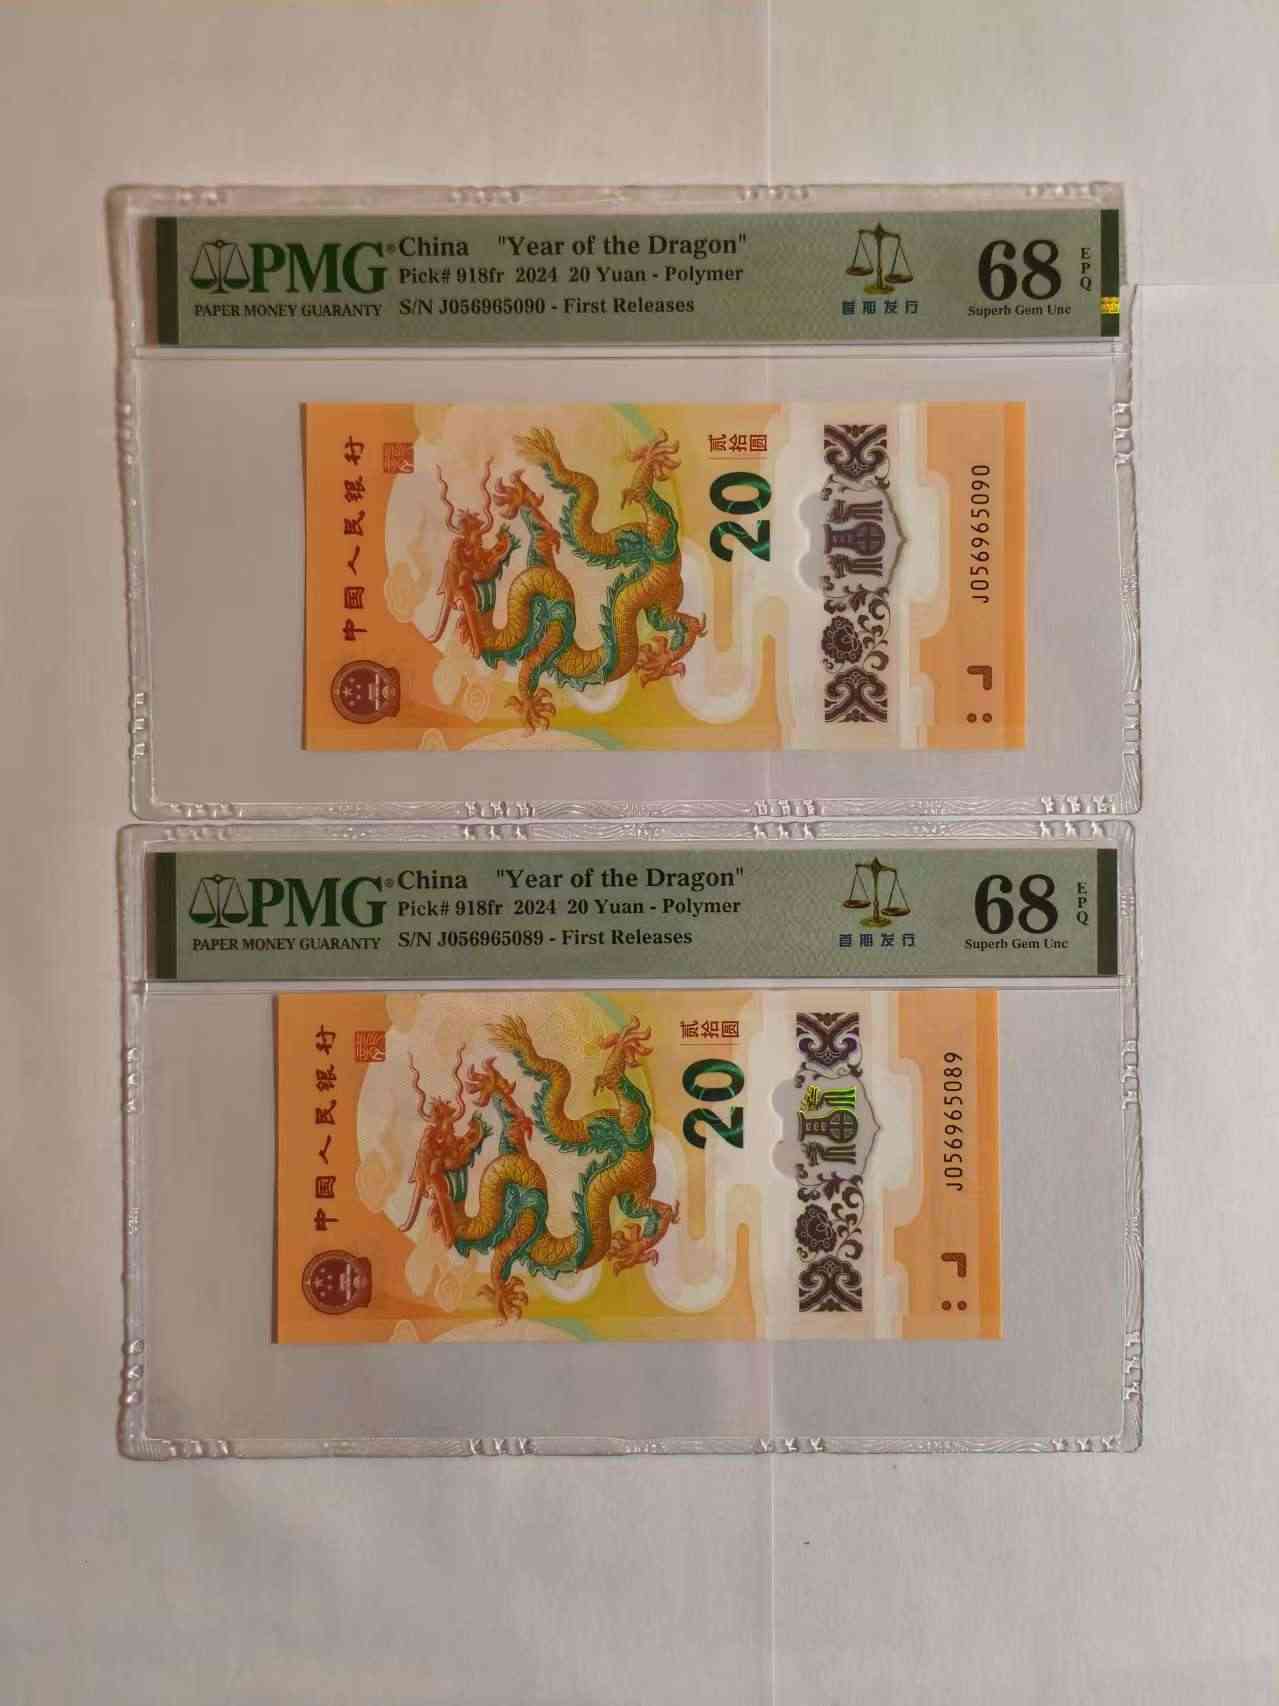 PMG® China "Year of the Dragon"
Pick# 918fr 2024 20 Yuan - Polymer
PAPER MONEY GUARANTY S/N J056965090 - First Releases
首期发行
68 EPQ
Superb Gem Unc
中国人民银行
贰拾圆
20
福
J056965090
PMG® China "Year of the Dragon"
Pick# 918fr 2024 20 Yuan - Polymer
PAPER MONEY GUARANTY S/N J056965089 - First Releases
首期发行
68 EPQ
Superb Gem Unc
中国人民银行
贰拾圆
20
福
J056965089